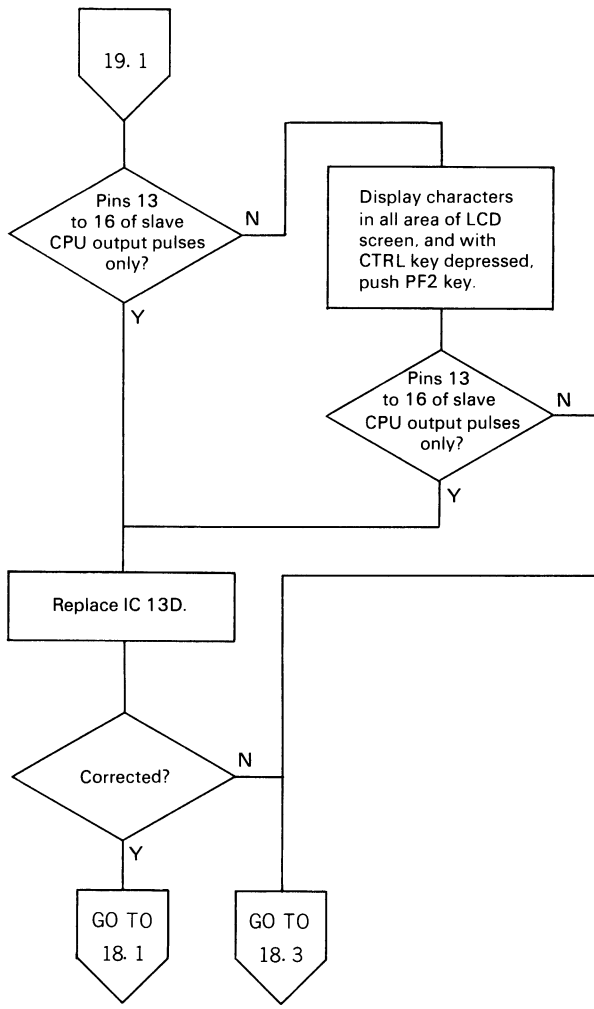 19. 1
Pins 13
to 16 of slave
CPU output pulses
only?
N
Y
Display characters
in all area of LCD
screen, and with
CTRL key depressed,
push PF2 key.
Pins 13
to 16 of slave
CPU output pulses
only?
N
Y
Replace IC 13D.
Corrected?
N
Y
GO TO
18. 1
GO TO
18. 3